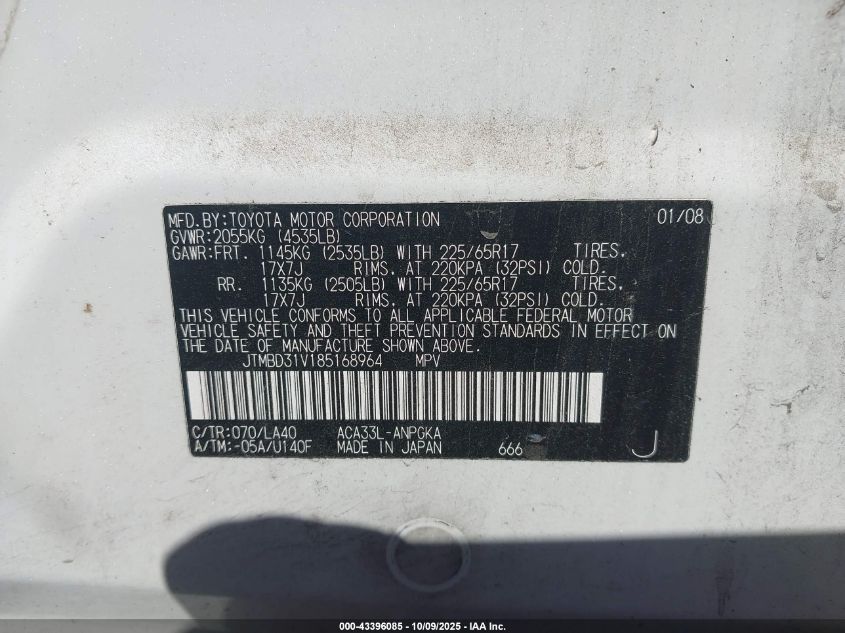 MFD.BY:TOYOTA MOTOR CORPORATION 01/08
GVWR:2055KG (4535LB)
GAWR:FRT. 1145KG (2535LB) WITH 225/65R17 TIRES,
17X7J RIMS, AT 220KPA (32PSI) COLD.
RR. 1135KG (2505LB) WITH 225/65R17 TIRES,
17X7J RIMS, AT 220KPA (32PSI) COLD.
THIS VEHICLE CONFORMS TO ALL APPLICABLE FEDERAL MOTOR
VEHICLE SAFETY AND THEFT PREVENTION STANDARDS IN EFFECT ON
THE DATE OF MANUFACTURE SHOWN ABOVE.
JTMBD31V185168964 MPV
C/TR:070/LA40 ACA33L-ANPGKA
A/TM:-05A/U140F MADE IN JAPAN 666 J
000-43396085 - 10/09/2025 - IAA Inc.